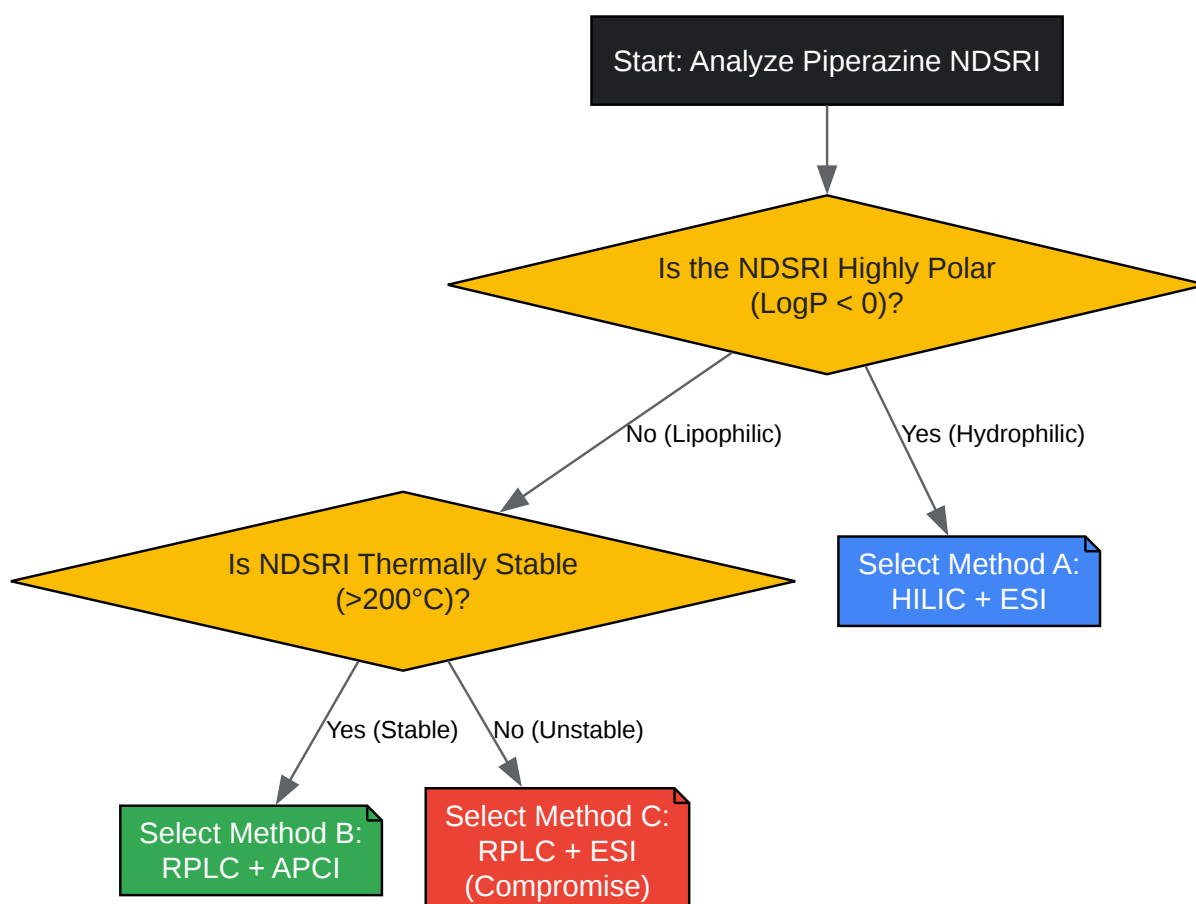 Start: Analyze Piperazine NDSRI
Is the NDSRI Highly Polar
(LogP < 0)?
No (Lipophilic)
Yes (Hydrophilic)
Is NDSRI Thermally Stable
(>200°C)?
Select Method A:
HILIC + ESI
Yes (Stable)
No (Unstable)
Select Method B:
RPLC + APCI
Select Method C:
RPLC + ESI
(Compromise)